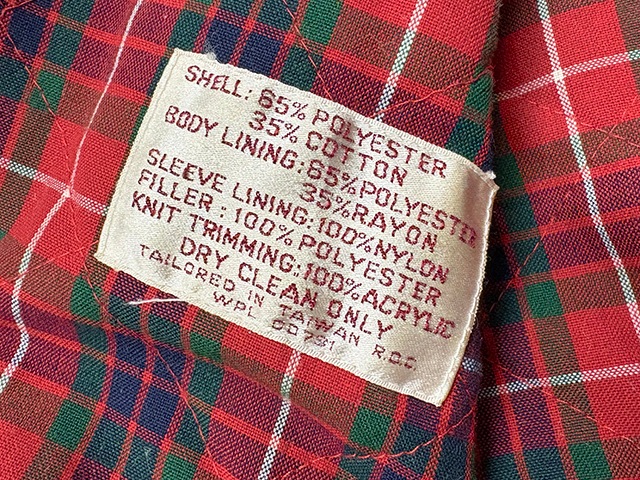 SHELL: 65% POLYESTER
35% COTTON
BODY LINING: 65% POLYESTER
35% RAYON
SLEEVE LINING: 100% NYLON
FILLER: 100% POLYESTER
KNIT TRIMMING: 100% ACRYLIC
DRY CLEAN ONLY
TAILORED IN TAIWAN R.O.C.
WPL